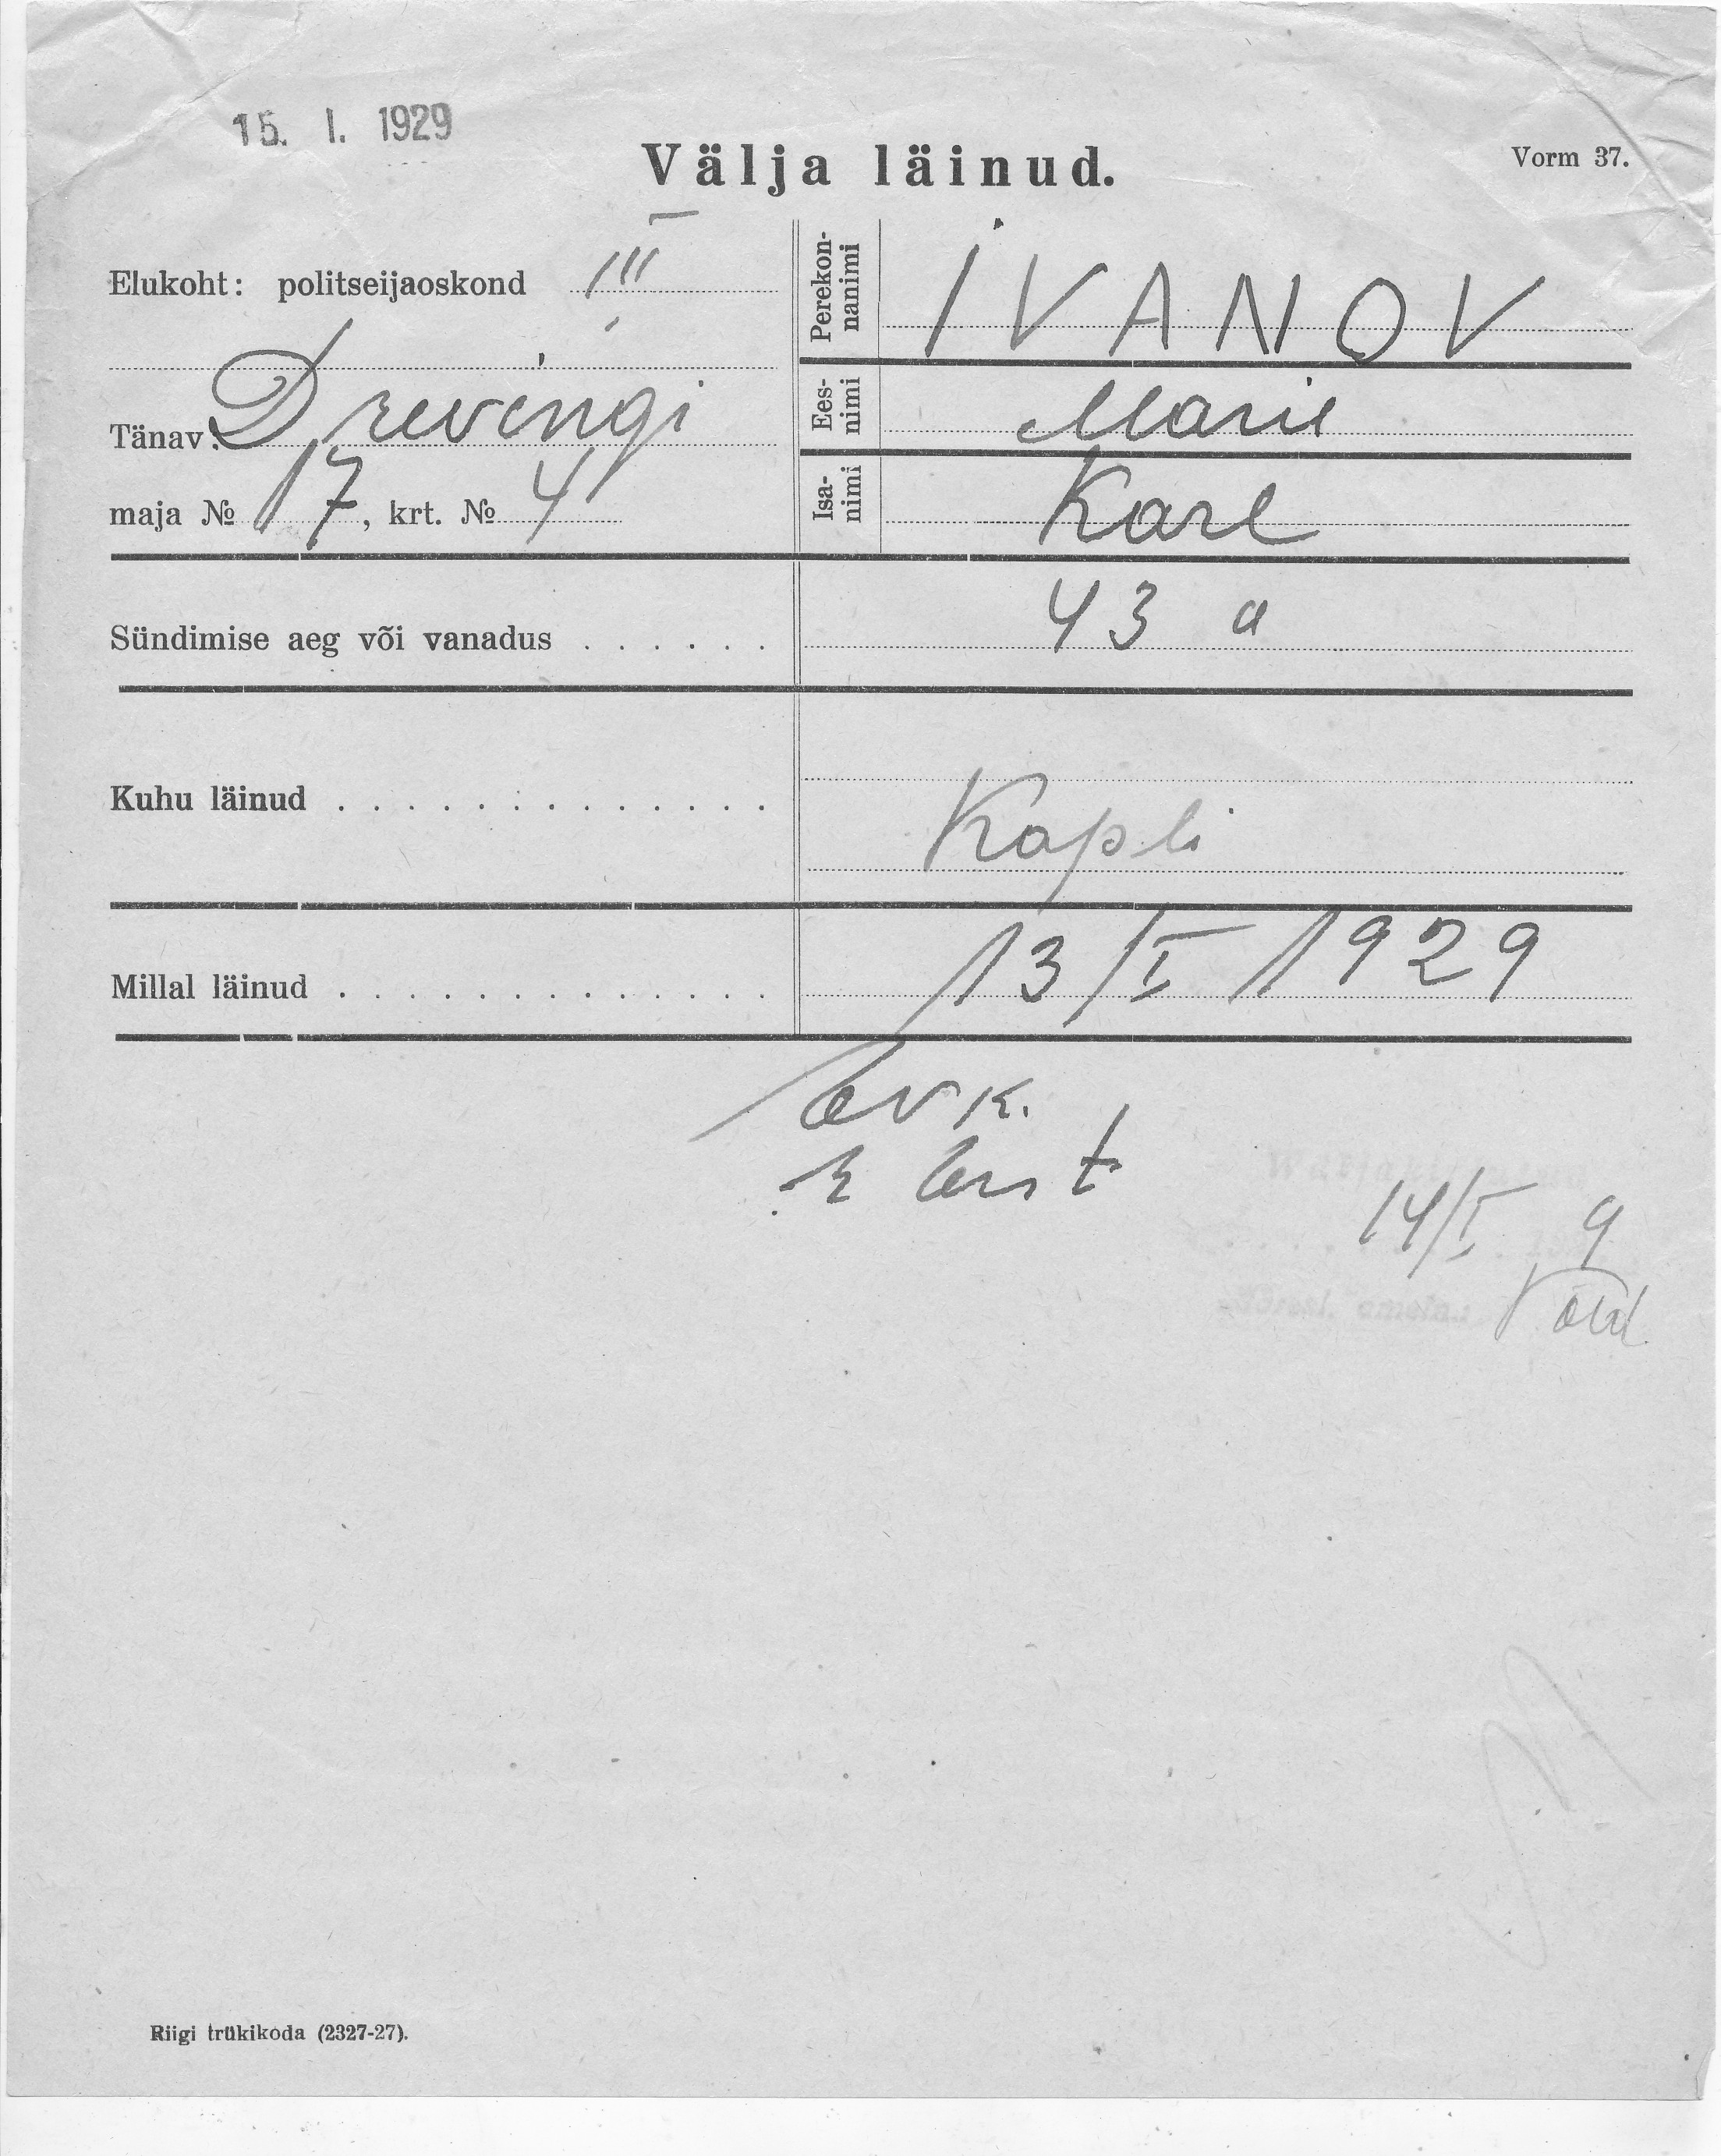 15. I. 1929
Välja läinud.
Vorm 37.
Elukoht: politseijaoskond III
Tänav: Drevingi
maja № 17, krt. № 4
Perekon-
nanimi
IVANOV
Ees-
nimi
Marie
Isa-
nimi
Karl
Sündimise aeg või vanadus . . . . . . 43 a
Kuhu läinud . . . . . . . . . . . . . Kopli
Millal läinud . . . . . . . . . . . . . 13/I 1929
14/I 9
Riigi trükikoda (2327-27).